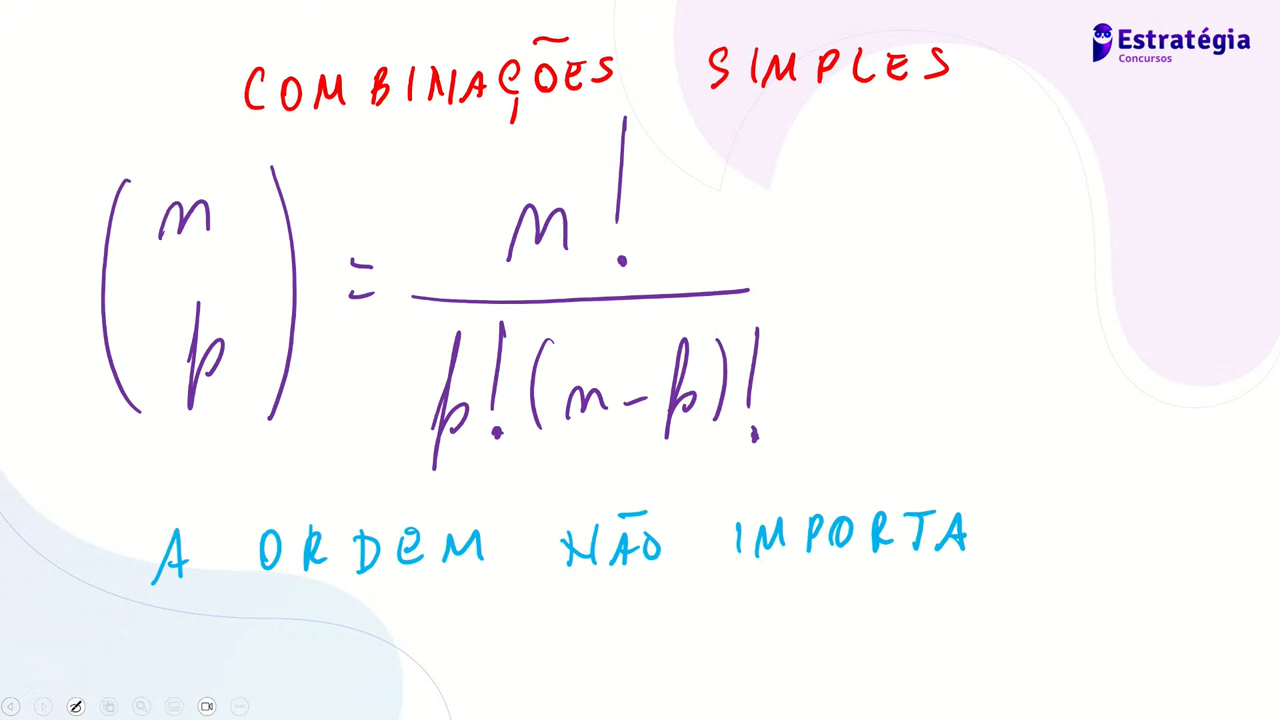 Estratégia
Concursos
COMBINAÇÕES SIMPLES
(n p) = n! / p!(n-p)!
A ORDEM NÃO IMPORTA